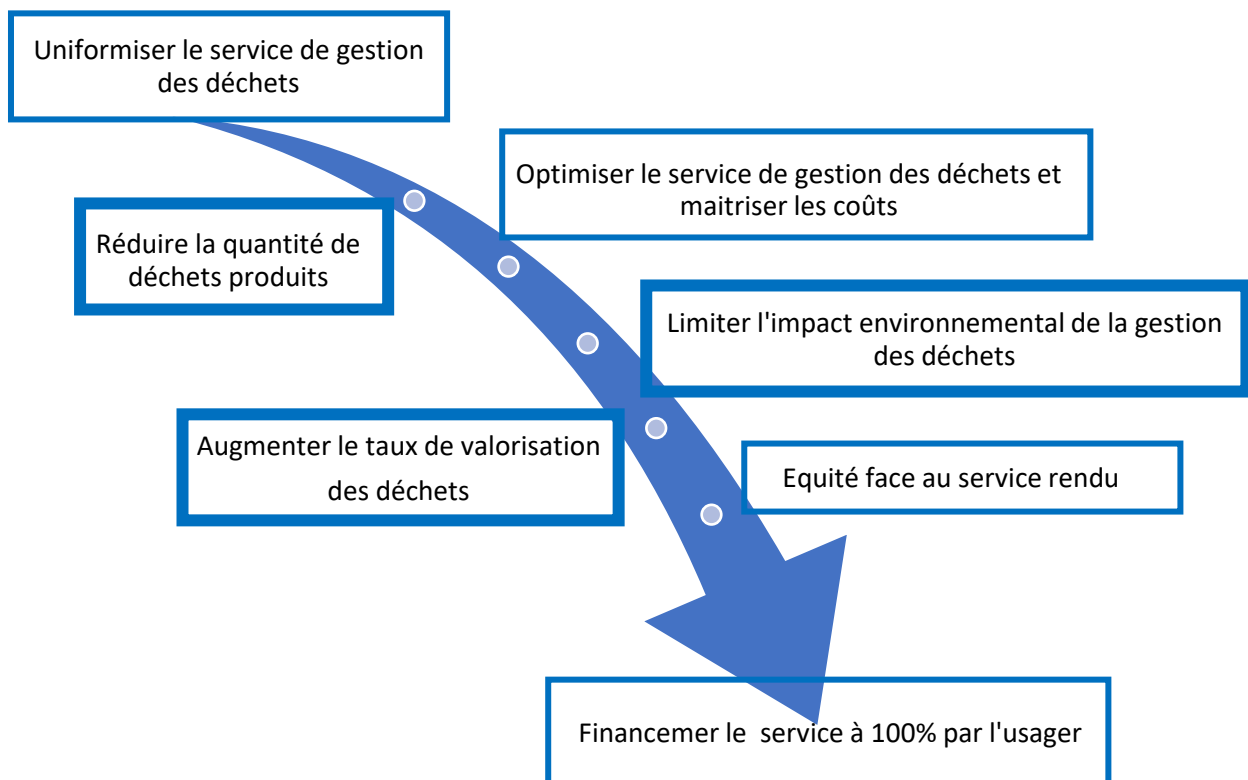 Uniformiser le service de gestion
des déchets
Optimiser le service de gestion des déchets et
maitriser les coûts
Réduire la quantité de
déchets produits
Limiter l'impact environnemental de la gestion
des déchets
Augmenter le taux de valorisation
des déchets
Equité face au service rendu
Financemer le service à 100% par l'usager